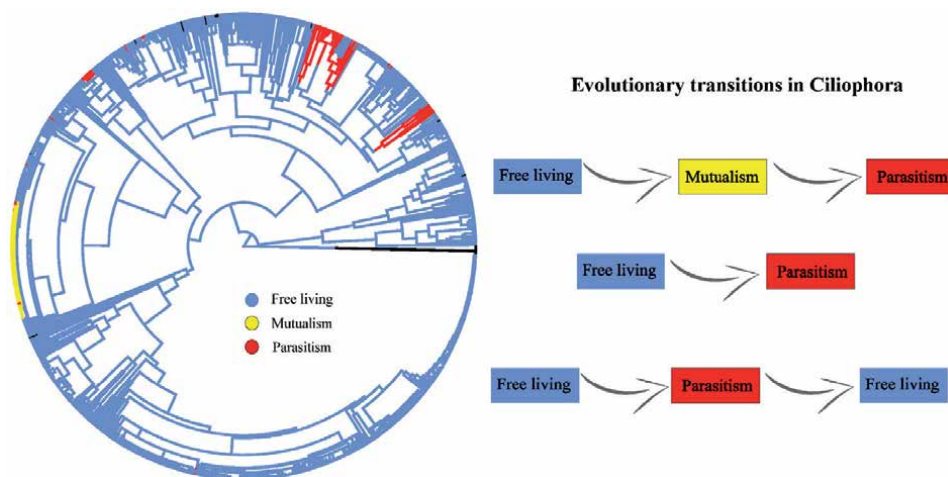 Evolutionary transitions in Ciliophora
Free living
Mutualism
Parasitism
Free living
Parasitism
Free living
Parasitism
Free living
Free living
Mutualism
Parasitism